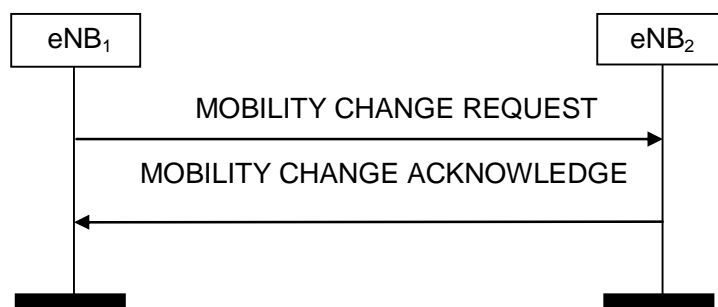 eNB₁
eNB₂
MOBILITY CHANGE REQUEST
MOBILITY CHANGE ACKNOWLEDGE